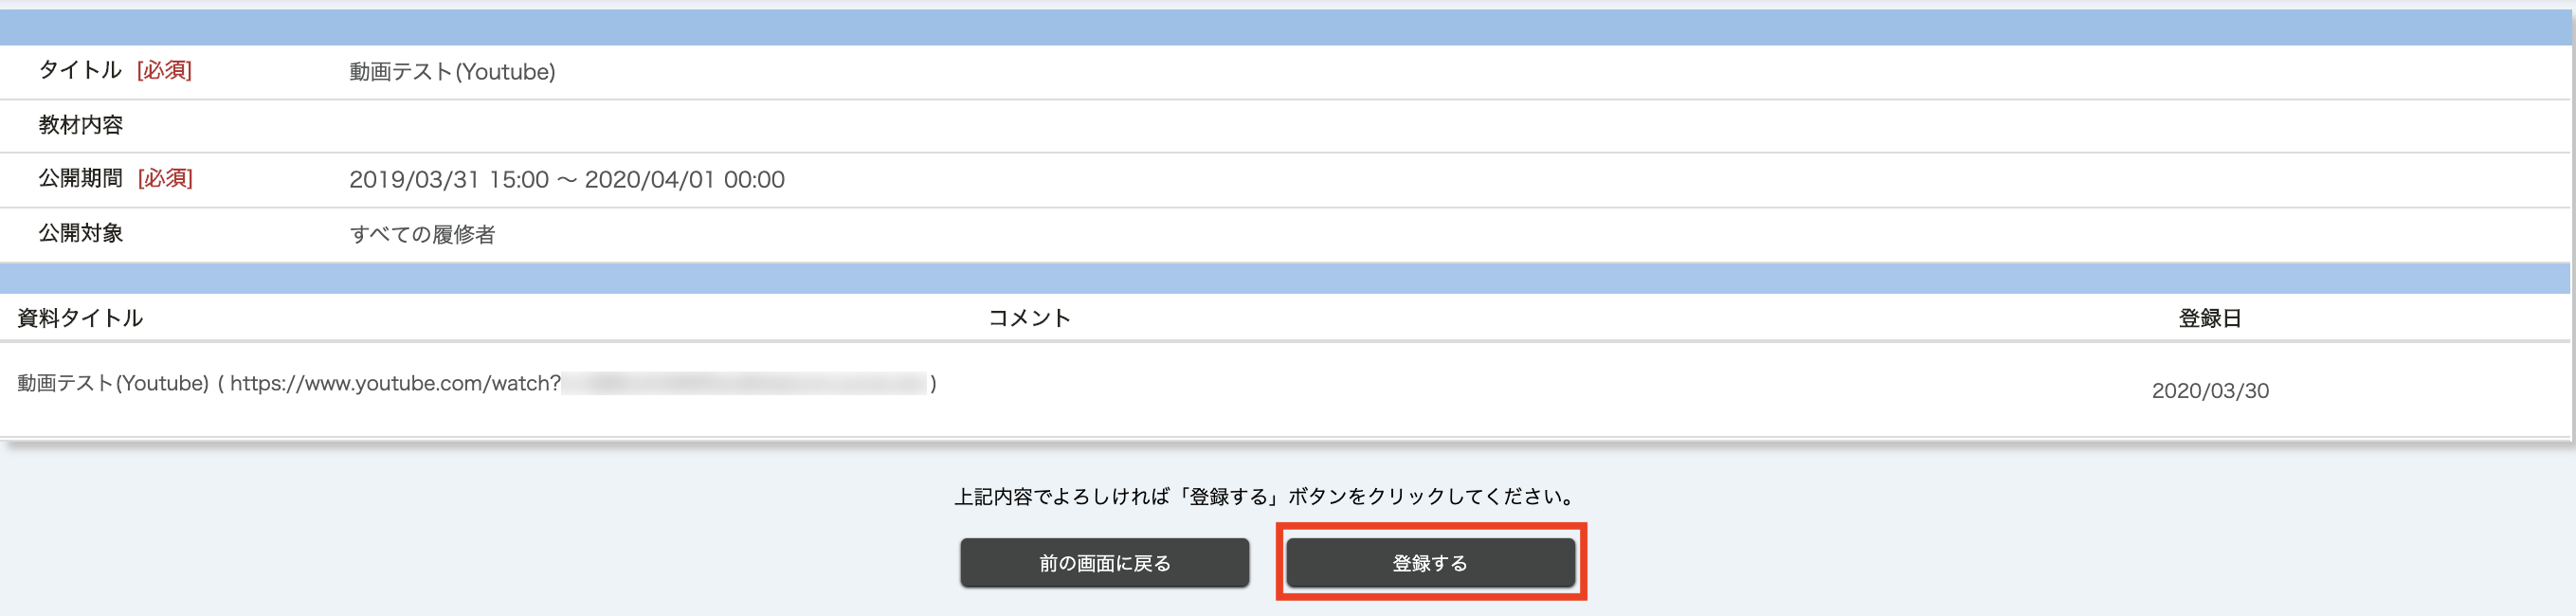 タイトル [必須] 動画テスト(Youtube)
教材内容
公開期間 [必須] 2019/03/31 15:00 ～ 2020/04/01 00:00
公開対象 すべての履修者
資料タイトル コメント 登録日
動画テスト(Youtube) ( https://www.youtube.com/watch? ) 2020/03/30
上記内容でよろしければ「登録する」ボタンをクリックしてください。
前の画面に戻る 登録する